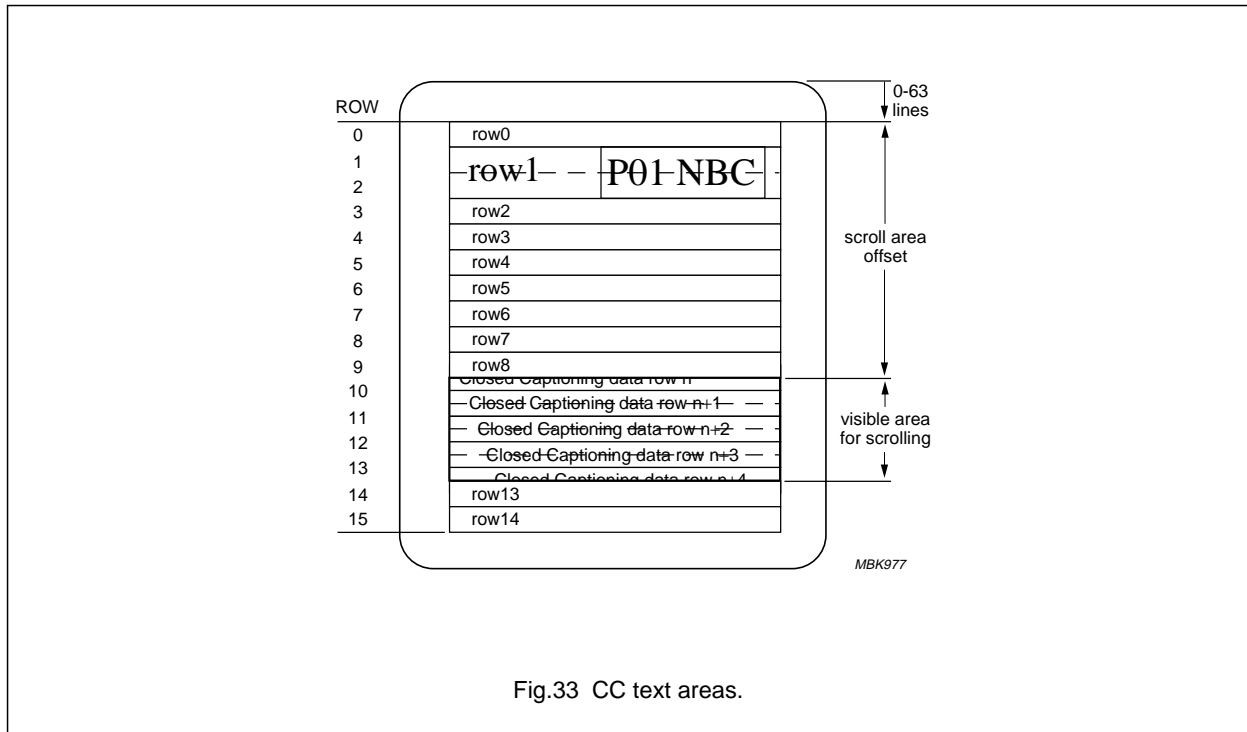 0-63
lines
ROW
0 row0
1
row1 P01 NBC
2
3 row2
4 row3
scroll area
offset
5 row4
6 row5
7 row6
8 row7
9 row8
Closed Captioning data row n
10
Closed Captioning data row n+1
11
visible area
for scrolling
Closed Captioning data row n+2
12
Closed Captioning data row n+3
13
Closed Captioning data row n+4
14 row13
15 row14
MBK977
Fig.33 CC text areas.